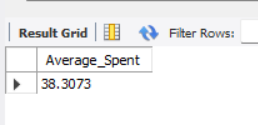 Result Grid Filter Rows:
Average_Spent
38.3073